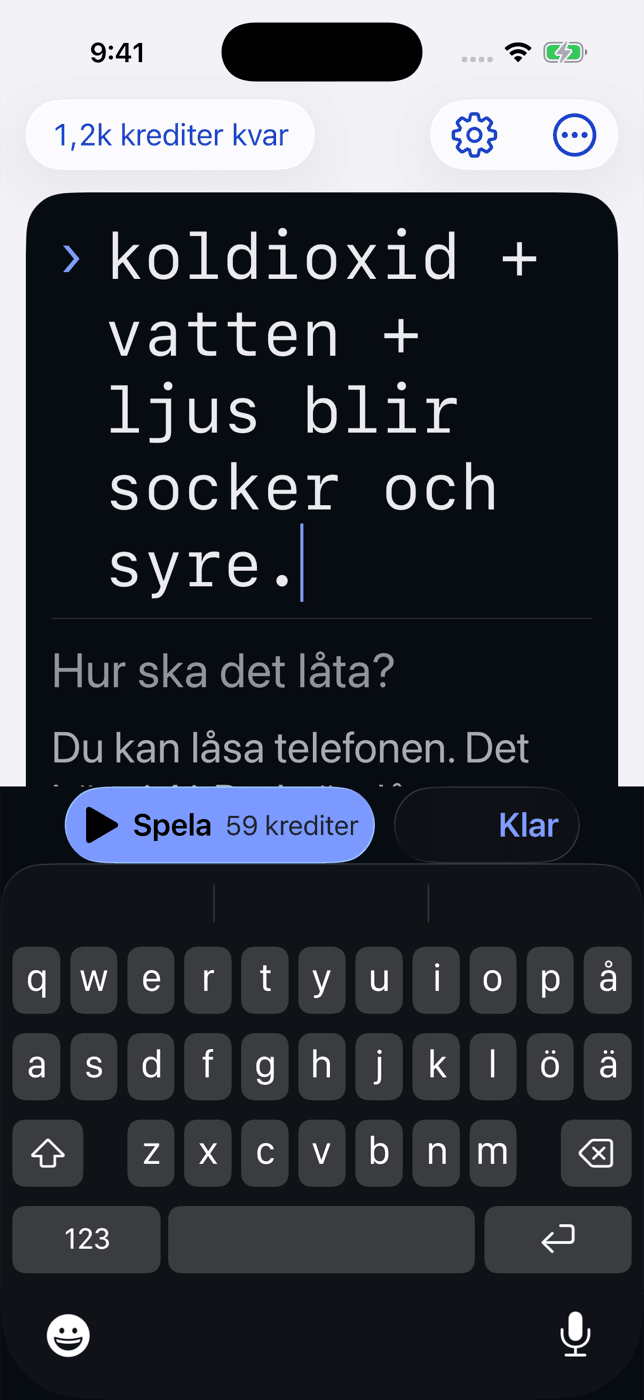 9:41
1,2k krediter kvar
› koldioxid +
vatten +
ljus blir
socker och
syre.
Hur ska det låta?
Du kan låsa telefonen. Det
Spela 59 krediter
Klar
q w e r t y u i o p å
a s d f g h j k l ö ä
z x c v b n m
123